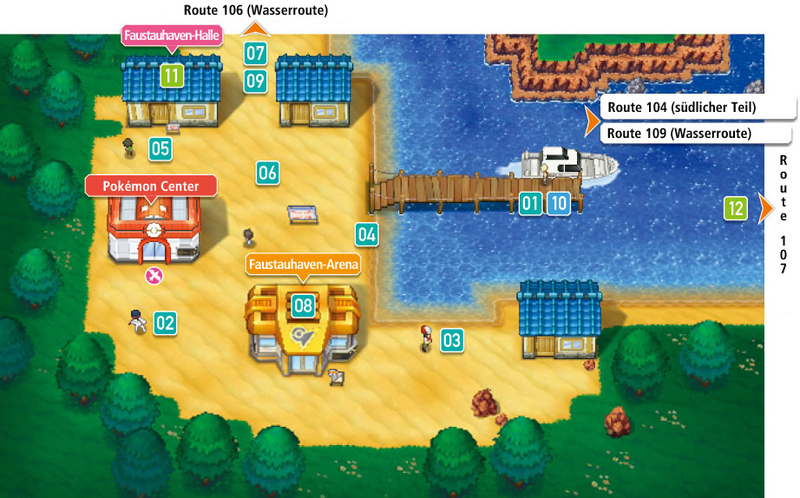 Route 106 (Wasserroute)
Faustauhaven-Halle
07
11
09
Route 104 (südlicher Teil)
Route 109 (Wasserroute)
05
06
Pokémon Center
01
10
12
Route 107
04
Faustauhaven-Arena
08
02
03